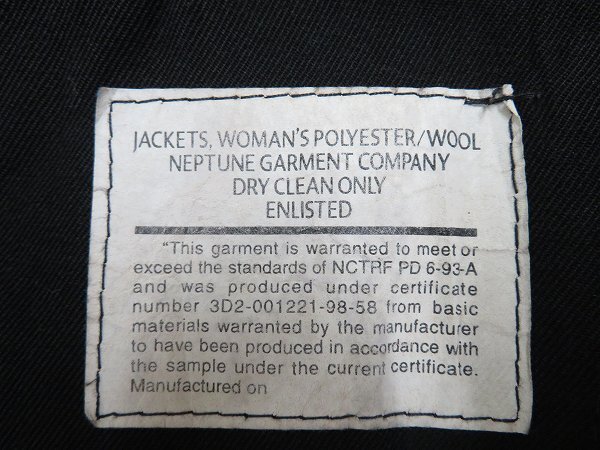 JACKETS, WOMAN'S POLYESTER/WOOL
NEPTUNE GARMENT COMPANY
DRY CLEAN ONLY
ENLISTED
"This garment is warranted to meet or
exceed the standards of NCTRF PD 6-93-A
and was produced under certificate
number 3D2-001221-98-58 from basic
materials warranted by the manufacturer
to have been produced in accordance with
the sample under the current certificate.
Manufactured on